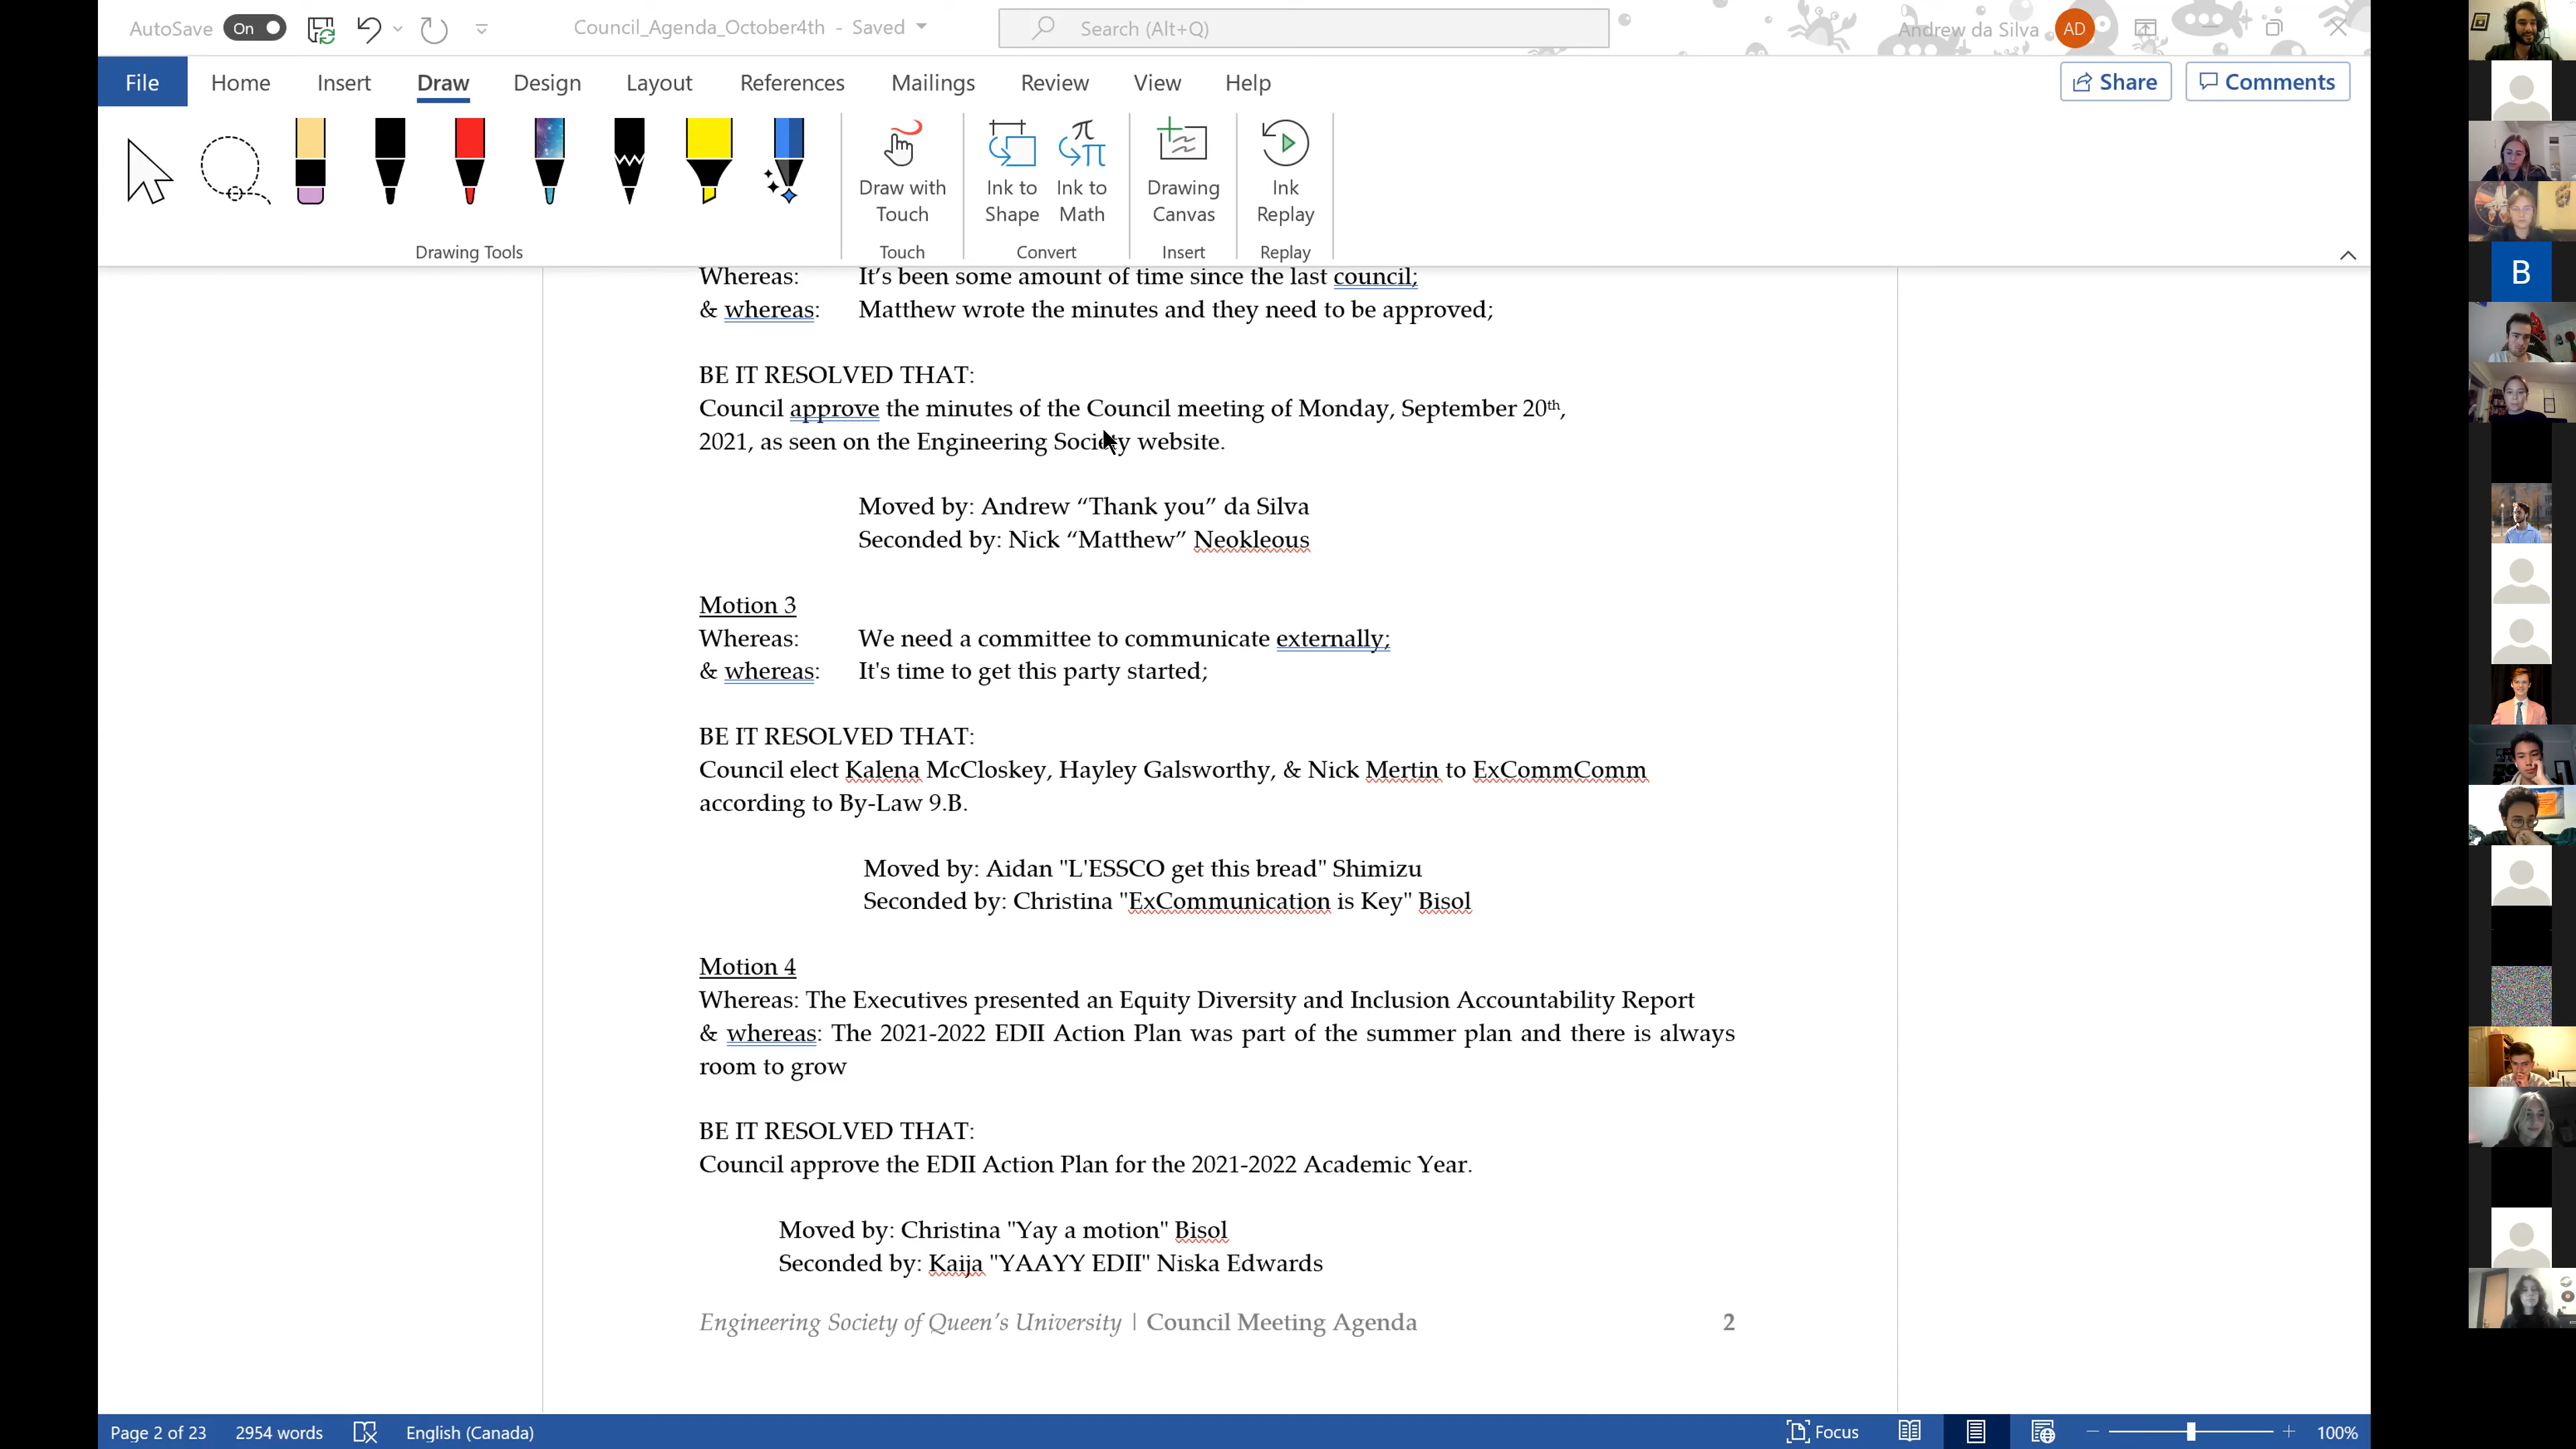 AutoSave On Council_Agenda_October4th - Saved Search (Alt+Q) Andrew da Silva AD
File Home Insert Draw Design Layout References Mailings Review View Help Share Comments
Draw with Touch Ink to Shape Ink to Math Drawing Canvas Ink Replay
Drawing Tools Touch Convert Insert Replay
Whereas: It’s been some amount of time since the last council;
& whereas: Matthew wrote the minutes and they need to be approved;
BE IT RESOLVED THAT:
Council approve the minutes of the Council meeting of Monday, September 20th,
2021, as seen on the Engineering Society website.
Moved by: Andrew “Thank you” da Silva
Seconded by: Nick “Matthew” Neokleous
Motion 3
Whereas: We need a committee to communicate externally;
& whereas: It's time to get this party started;
BE IT RESOLVED THAT:
Council elect Kalena McCloskey, Hayley Galsworthy, & Nick Mertin to ExCommComm
according to By-Law 9.B.
Moved by: Aidan "L'ESSCO get this bread" Shimizu
Seconded by: Christina "ExCommunication is Key" Bisol
Motion 4
Whereas: The Executives presented an Equity Diversity and Inclusion Accountability Report
& whereas: The 2021-2022 EDII Action Plan was part of the summer plan and there is always
room to grow
BE IT RESOLVED THAT:
Council approve the EDII Action Plan for the 2021-2022 Academic Year.
Moved by: Christina "Yay a motion" Bisol
Seconded by: Kaija "YAAYY EDII" Niska Edwards
Engineering Society of Queen’s University | Council Meeting Agenda 2
Page 2 of 23 2954 words English (Canada) Focus 100%
B